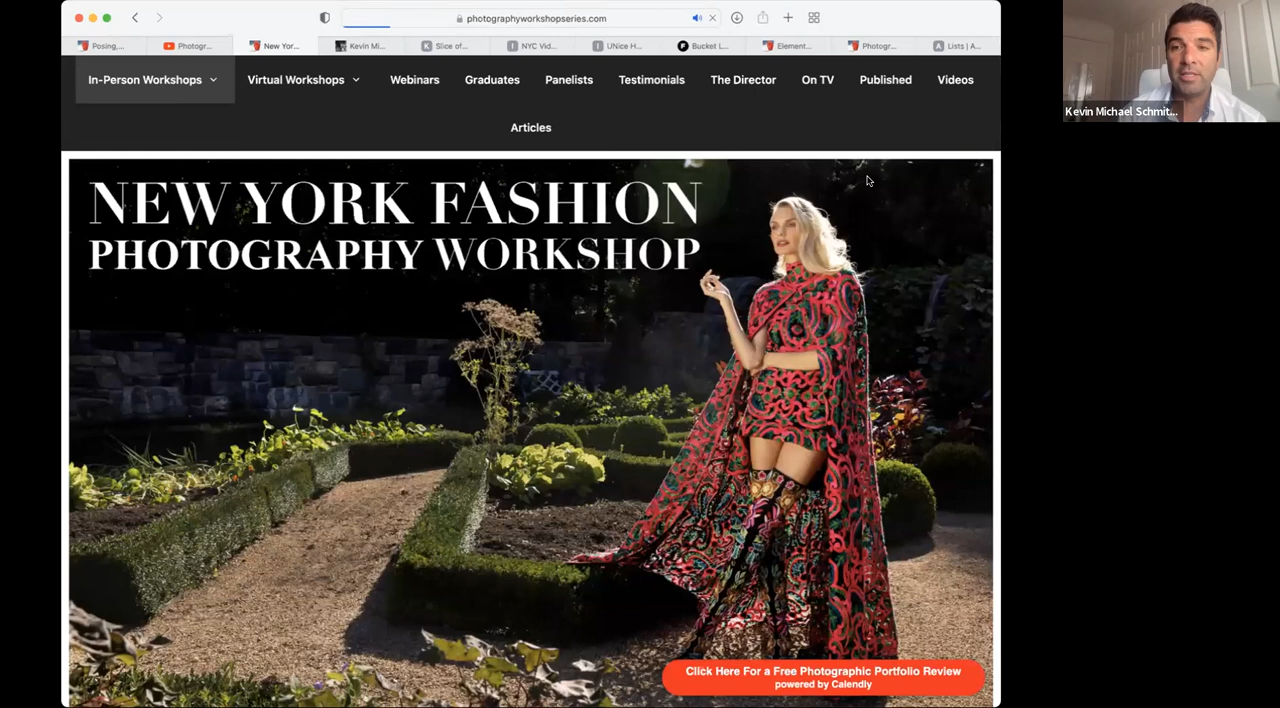 photographyworkshopseries.com
Posing,...
Photogr...
New Yor...
Kevin Mi...
Slice of...
NYC Vid...
UNice H...
Bucket L...
Element...
Photogr...
Lists | A...
In-Person Workshops
Virtual Workshops
Webinars
Graduates
Panelists
Testimonials
The Director
On TV
Published
Videos
Articles
NEW YORK FASHION
PHOTOGRAPHY WORKSHOP
Click Here For a Free Photographic Portfolio Review
powered by Calendly
Kevin Michael Schmit...